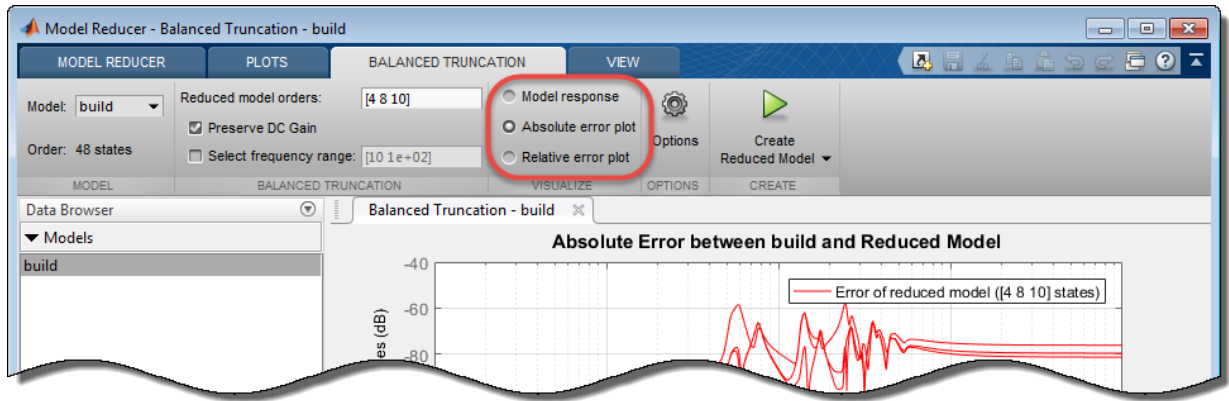 Model Reducer - Balanced Truncation - build
MODEL REDUCER PLOTS BALANCED TRUNCATION VIEW
Model: build
Order: 48 states
MODEL
Reduced model orders: [4 8 10]
Preserve DC Gain
Select frequency range: [10 1e+02]
BALANCED TRUNCATION
Model response
Absolute error plot
Relative error plot
VISUALIZE
Options
OPTIONS
Create
Reduced Model
CREATE
Data Browser
Models
build
Balanced Truncation - build
Absolute Error between build and Reduced Model
Error of reduced model ([4 8 10] states)
-40
-60
-80
es (dB)